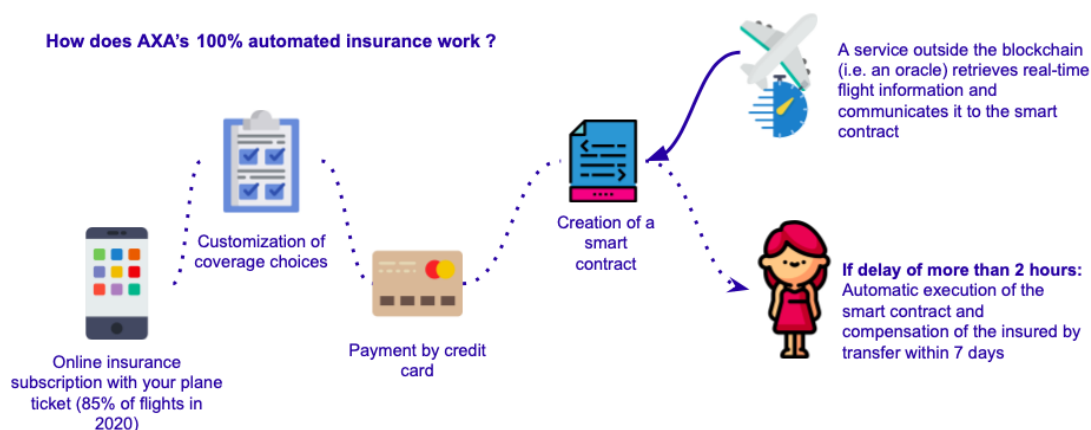 How does AXA's 100% automated insurance work ?
A service outside the blockchain
(i.e. an oracle) retrieves real-time
flight information and
communicates it to the smart
contract
Customization of
coverage choices
Creation of a
smart
contract
Online insurance
subscription with your plane
ticket (85% of flights in
2020)
Payment by credit
card
If delay of more than 2 hours:
Automatic execution of the
smart contract and
compensation of the insured by
transfer within 7 days